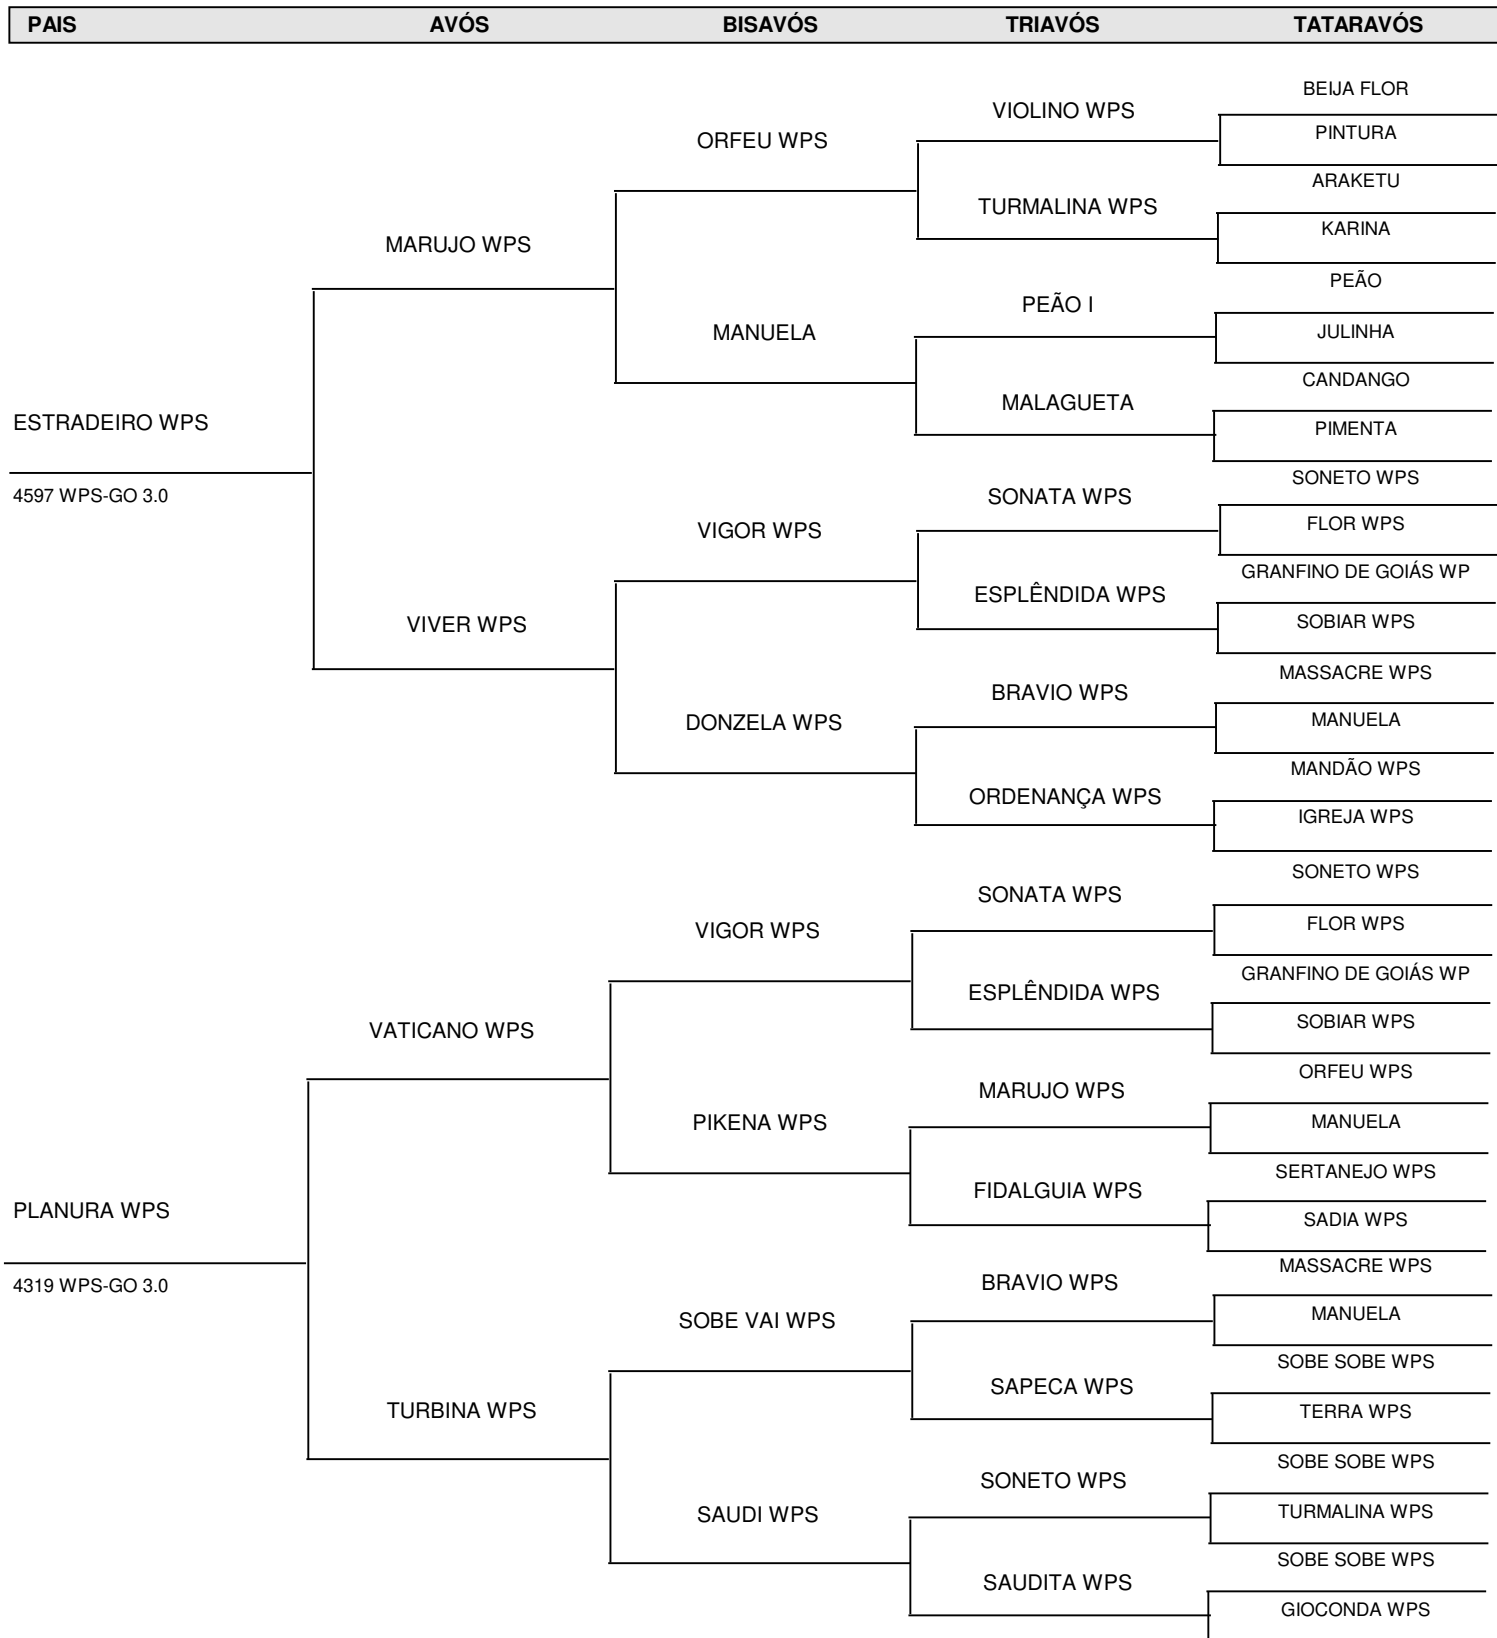 PAIS AVÓS BISAVÓS TRIAVÓS TATARAVÓS
BEIJA FLOR
VIOLINO WPS
PINTURA
ORFEU WPS
ARAKETU
TURMALINA WPS
KARINA
MARUJO WPS
PEÃO
PEÃO I
JULINHA
MANUELA
CANDANGO
MALAGUETA
PIMENTA
ESTRADEIRO WPS
4597 WPS-GO 3.0
SONETO WPS
SONATA WPS
FLOR WPS
VIGOR WPS
GRANFINO DE GOIÁS WP
ESPLÊNDIDA WPS
SOBIAR WPS
VIVER WPS
MASSACRE WPS
BRAVIO WPS
MANUELA
DONZELA WPS
MANDÃO WPS
ORDENANÇA WPS
IGREJA WPS
SONETO WPS
SONATA WPS
FLOR WPS
VIGOR WPS
GRANFINO DE GOIÁS WP
ESPLÊNDIDA WPS
SOBIAR WPS
VATICANO WPS
ORFEU WPS
MARUJO WPS
MANUELA
PIKENA WPS
SERTANEJO WPS
FIDALGUIA WPS
SADIA WPS
PLANURA WPS
4319 WPS-GO 3.0
MASSACRE WPS
BRAVIO WPS
MANUELA
SOBE VAI WPS
SOBE SOBE WPS
SAPECA WPS
TERRA WPS
TURBINA WPS
SOBE SOBE WPS
SONETO WPS
TURMALINA WPS
SAUDI WPS
SOBE SOBE WPS
SAUDITA WPS
GIOCONDA WPS